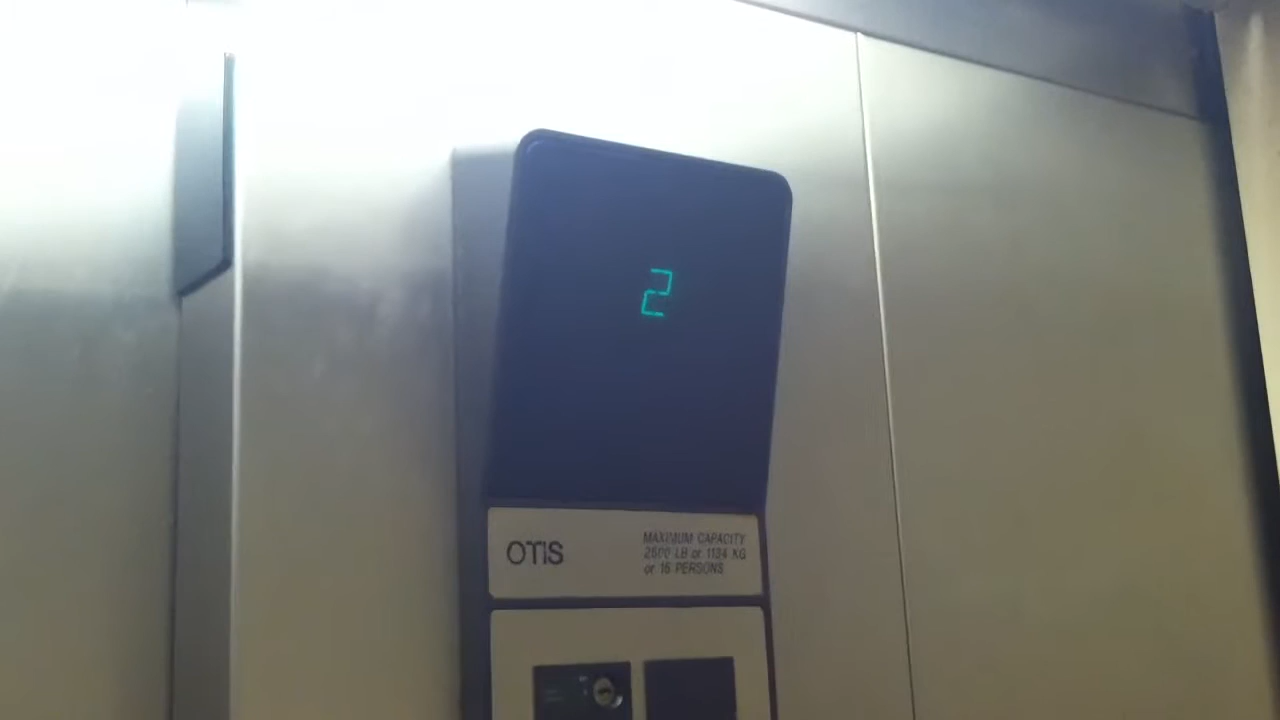 2
OTIS
MAXIMUM CAPACITY
2500 LB or 1134 KG
or 16 PERSONS